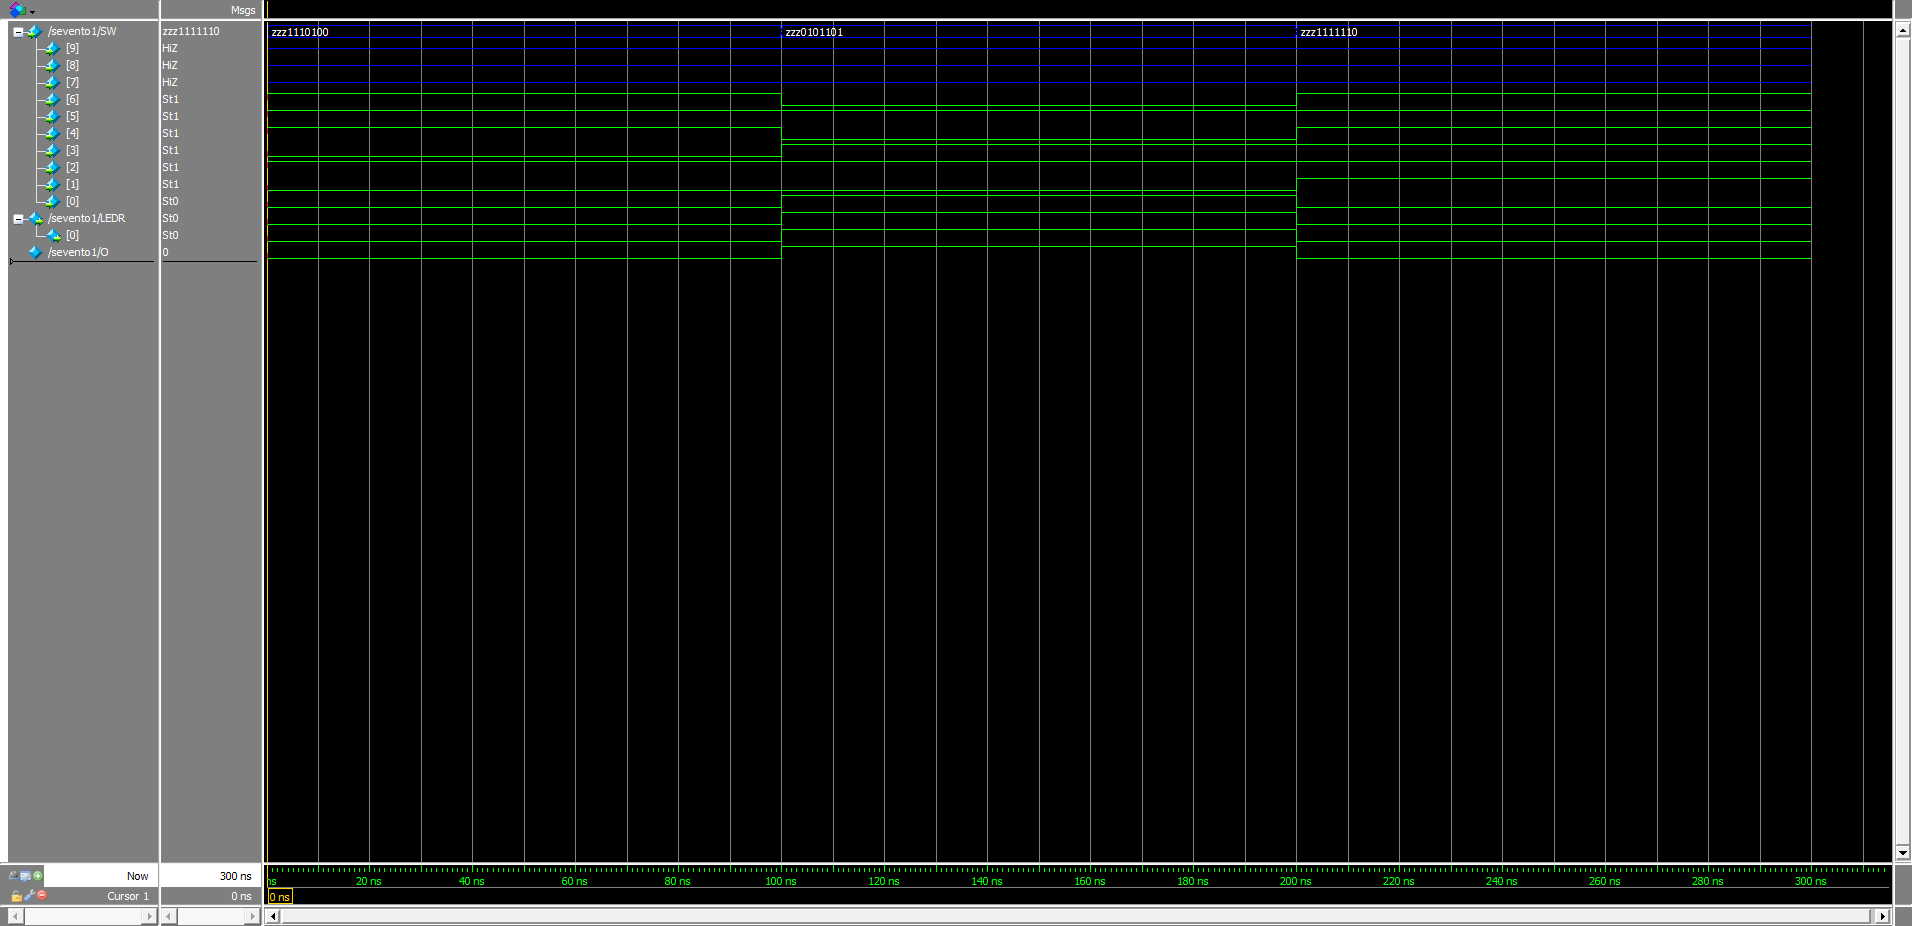 Msgs
/sevento1/SW zzz1111110 zzz1110100 zzz0101101 zzz1111110
[9] HiZ
[8] HiZ
[7] HiZ
[6] St1
[5] St1
[4] St1
[3] St1
[2] St1
[1] St1
[0] St0
/sevento1/LEDR St0
[0] St0
/sevento1/O 0
Now 300 ns
ns 20 ns 40 ns 60 ns 80 ns 100 ns 120 ns 140 ns 160 ns 180 ns 200 ns 220 ns 240 ns 260 ns 280 ns 300 ns
Cursor 1 0 ns 0 ns